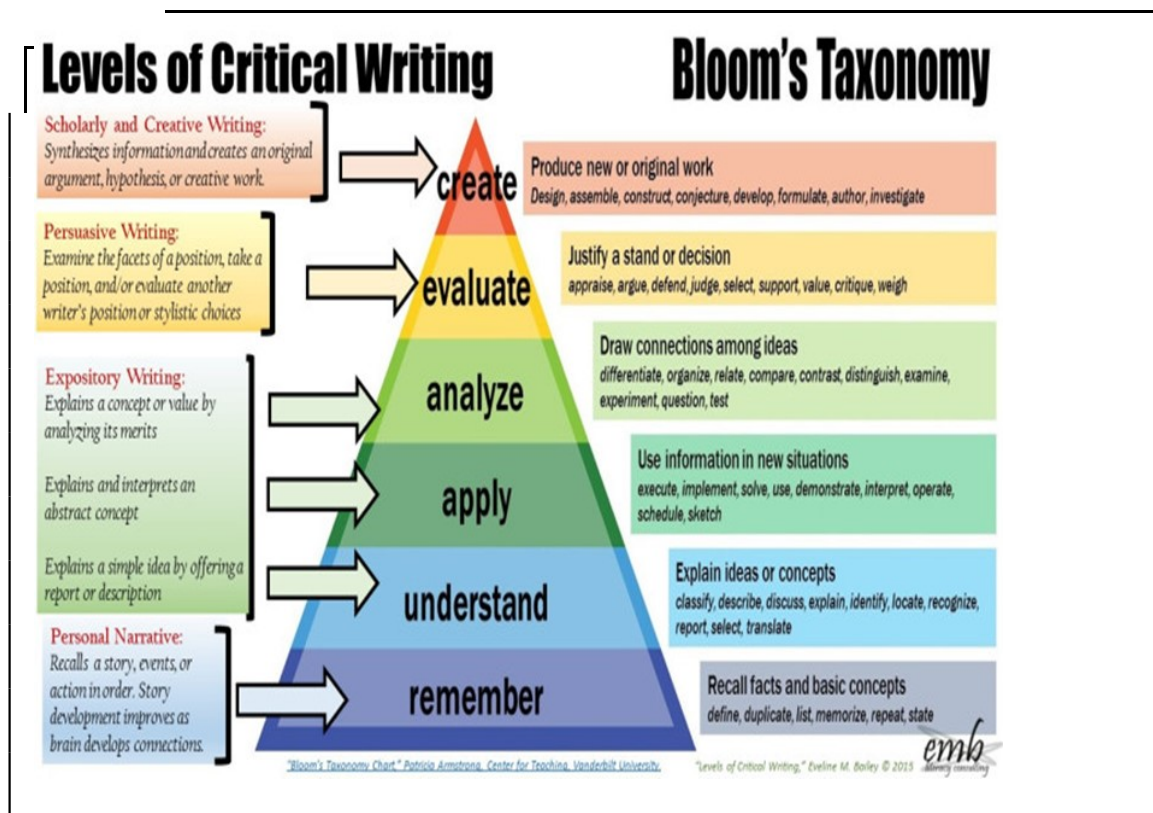 Levels of Critical Writing
Bloom's Taxonomy
Scholarly and Creative Writing:
Synthesizes information and creates an original
argument, hypothesis, or creative work.
Persuasive Writing:
Examine the facets of a position, take a
position, and/or evaluate another
writer's position or stylistic choices
Expository Writing:
Explains a concept or value by
analyzing its merits
Explains and interprets an
abstract concept
Explains a simple idea by offering a
report or description
Personal Narrative:
Recalls a story, events, or
action in order. Story
development improves as
brain develops connections.
create
evaluate
analyze
apply
understand
remember
Produce new or original work
Design, assemble, construct, conjecture, develop, formulate, author, investigate
Justify a stand or decision
appraise, argue, defend, judge, select, support, value, critique, weigh
Draw connections among ideas
differentiate, organize, relate, compare, contrast, distinguish, examine,
experiment, question, test
Use information in new situations
execute, implement, solve, use, demonstrate, interpret, operate,
schedule, sketch
Explain ideas or concepts
classify, describe, discuss, explain, identify, locate, recognize,
report, select, translate
Recall facts and basic concepts
define, duplicate, list, memorize, repeat, state
"Bloom's Taxonomy Chart," Patricia Armstrong, Center for Teaching, Vanderbilt University.
"Levels of Critical Writing," Eveline M. Bailey © 2015
emb
literacy consulting